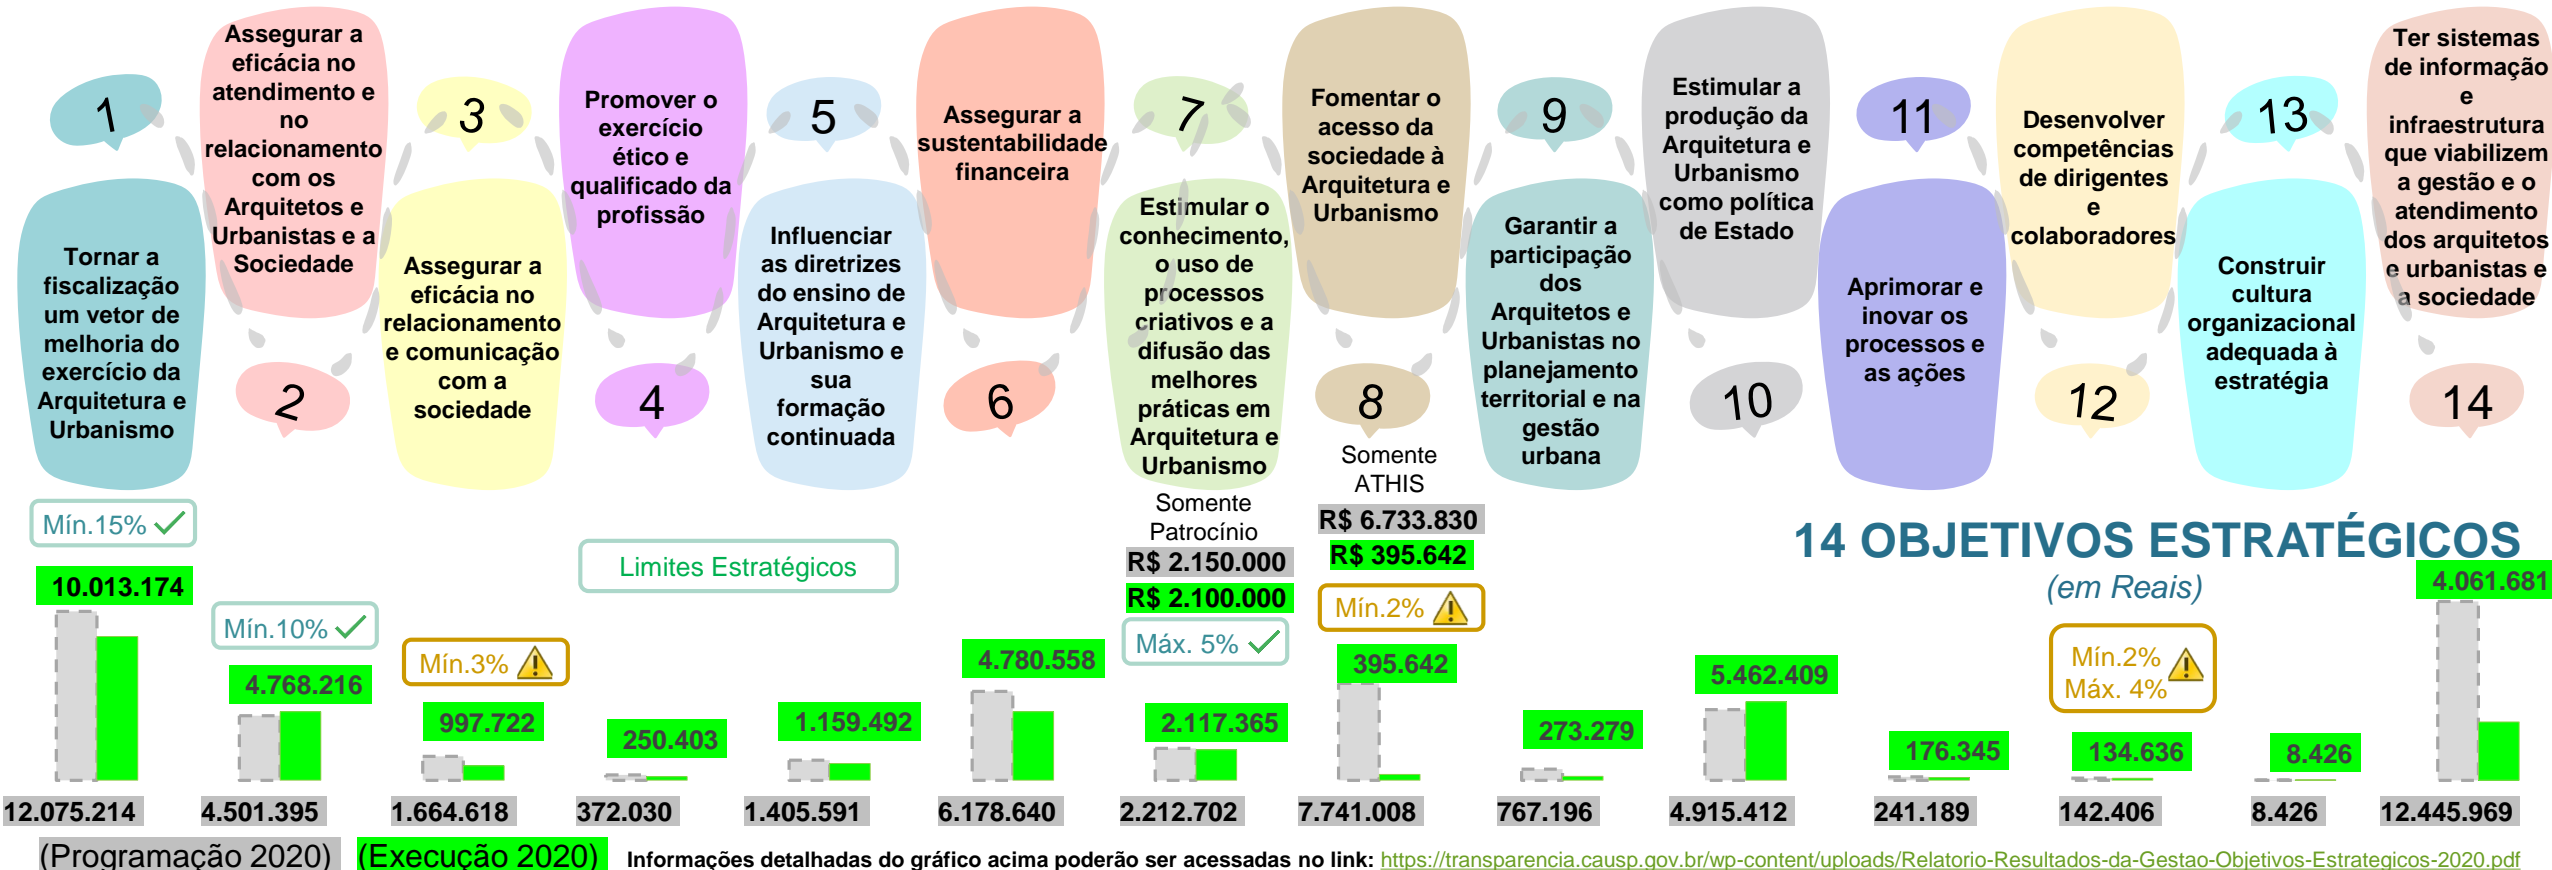 1
Tornar a
fiscalização
um vetor de
melhoria do
exercício da
Arquitetura e
Urbanismo
Assegurar a
eficácia no
atendimento e
no
relacionamento
com os
Arquitetos e
Urbanistas e a
Sociedade
2
3
Assegurar a
eficácia no
relacionamento
e comunicação
com a
sociedade
Promover o
exercício
ético e
qualificado da
profissão
4
5
Influenciar
as diretrizes
do ensino de
Arquitetura e
Urbanismo e
sua
formação
continuada
Assegurar a
sustentabilidade
financeira
6
7
Estimular o
conhecimento,
o uso de
processos
criativos e a
difusão das
melhores
práticas em
Arquitetura e
Urbanismo
Fomentar o
acesso da
sociedade à
Arquitetura e
Urbanismo
8
9
Garantir a
participação
dos
Arquitetos e
Urbanistas no
planejamento
territorial e na
gestão
urbana
Estimular a
produção da
Arquitetura e
Urbanismo
como política
de Estado
10
11
Aprimorar e
inovar os
processos e
as ações
Desenvolver
competências
de dirigentes
e
colaboradores
12
13
Construir
cultura
organizacional
adequada à
estratégia
Ter sistemas
de informação
e
infraestrutura
que viabilizem
a gestão e o
atendimento
dos arquitetos
e urbanistas e
a sociedade
14
Mín.15%
Limites Estratégicos
Somente
Patrocínio
R$ 2.150.000
R$ 2.100.000
Máx. 5%
Somente
ATHIS
R$ 6.733.830
R$ 395.642
Mín.2%
14 OBJETIVOS ESTRATÉGICOS
(em Reais)
Mín.10%
Mín.3%
Mín.2%
Máx. 4%
10.013.174
4.768.216
997.722
250.403
1.159.492
4.780.558
2.117.365
395.642
273.279
5.462.409
176.345
134.636
8.426
4.061.681
12.075.214
4.501.395
1.664.618
372.030
1.405.591
6.178.640
2.212.702
7.741.008
767.196
4.915.412
241.189
142.406
8.426
12.445.969
(Programação 2020)
(Execução 2020)
Informações detalhadas do gráfico acima poderão ser acessadas no link: https://transparencia.causp.gov.br/wp-content/uploads/Relatorio-Resultados-da-Gestao-Objetivos-Estrategicos-2020.pdf